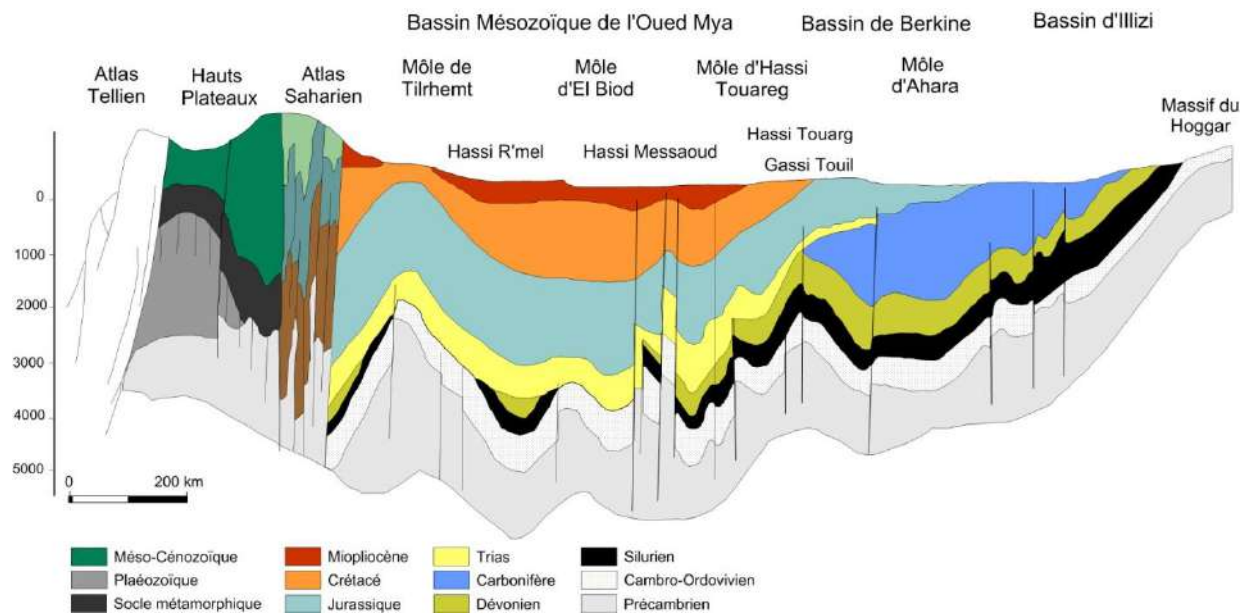 Bassin Mésozoïque de l'Oued Mya
Bassin de Berkine
Bassin d'Illizi
Atlas
Tellien
Hauts
Plateaux
Atlas
Saharien
Môle de
Tilrhemt
Môle
d'El Biod
Môle d'Hassi
Touareg
Môle
d'Ahara
Massif du
Hoggar
Hassi R'mel
Hassi Messaoud
Hassi Touarg
Gassi Touil
0
1000
2000
3000
4000
5000
0 200 km
Méso-Cénozoïque
Plaéozoïque
Socle métamorphique
Miopliocène
Crétacé
Jurassique
Trias
Carbonifère
Dévonien
Silurien
Cambro-Ordovivien
Précambrien